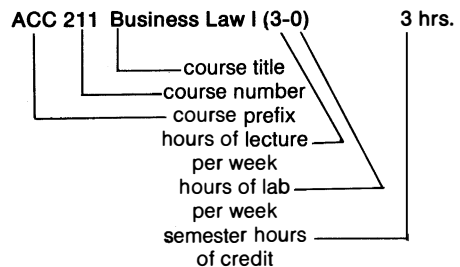 ACC 211 Business Law I (3-0) 3 hrs.
course title
course number
course prefix
hours of lecture
per week
hours of lab
per week
semester hours
of credit